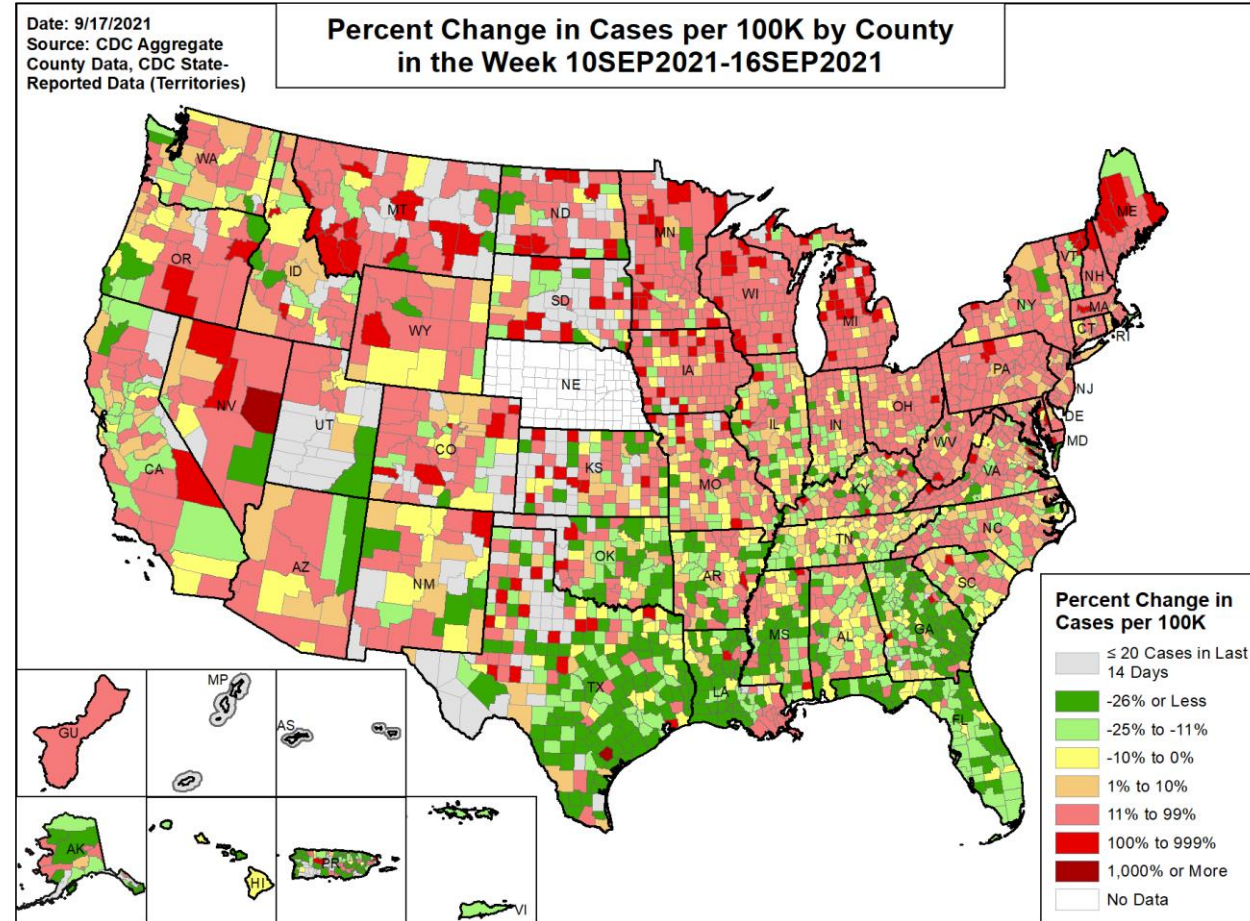 Date: 9/17/2021
Source: CDC Aggregate
County Data, CDC State-
Reported Data (Territories)
Percent Change in Cases per 100K by County
in the Week 10SEP2021-16SEP2021
WA
MT
ND
MN
ME
OR
ID
SD
WI
MI
VT
NH
NY
MA
CT
RI
WY
NE
IA
PA
NJ
NV
UT
CO
IL
IN
OH
DE
MD
WV
CA
KS
MO
KY
VA
AZ
NM
OK
AR
TN
NC
SC
TX
LA
MS
AL
GA
FL
GU
MP
AS
AK
HI
PR
VI
Percent Change in
Cases per 100K
≤ 20 Cases in Last
14 Days
-26% or Less
-25% to -11%
-10% to 0%
1% to 10%
11% to 99%
100% to 999%
1,000% or More
No Data